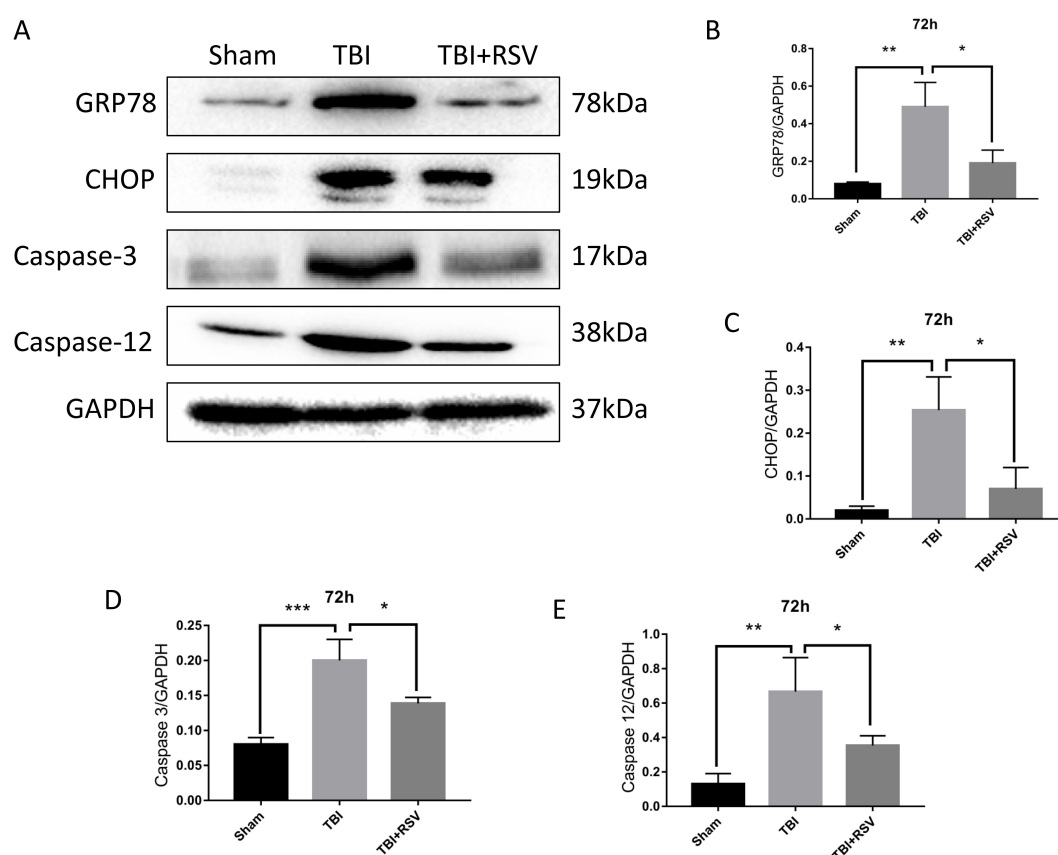 A
Sham TBI TBI+RSV
GRP78 78kDa
CHOP 19kDa
Caspase-3 17kDa
Caspase-12 38kDa
GAPDH 37kDa
B
72h
** *
GRP78/GAPDH
0.8
0.6
0.4
0.2
0.0
Sham TBI TBI+RSV
C
72h
** *
CHOP/GAPDH
0.4
0.3
0.2
0.1
0.0
Sham TBI TBI+RSV
D
72h
*** *
Caspase 3/GAPDH
0.25
0.20
0.15
0.10
0.05
0.00
Sham TBI TBI+RSV
E
72h
** *
Caspase 12/GAPDH
1.0
0.8
0.6
0.4
0.2
0.0
Sham TBI TBI+RSV